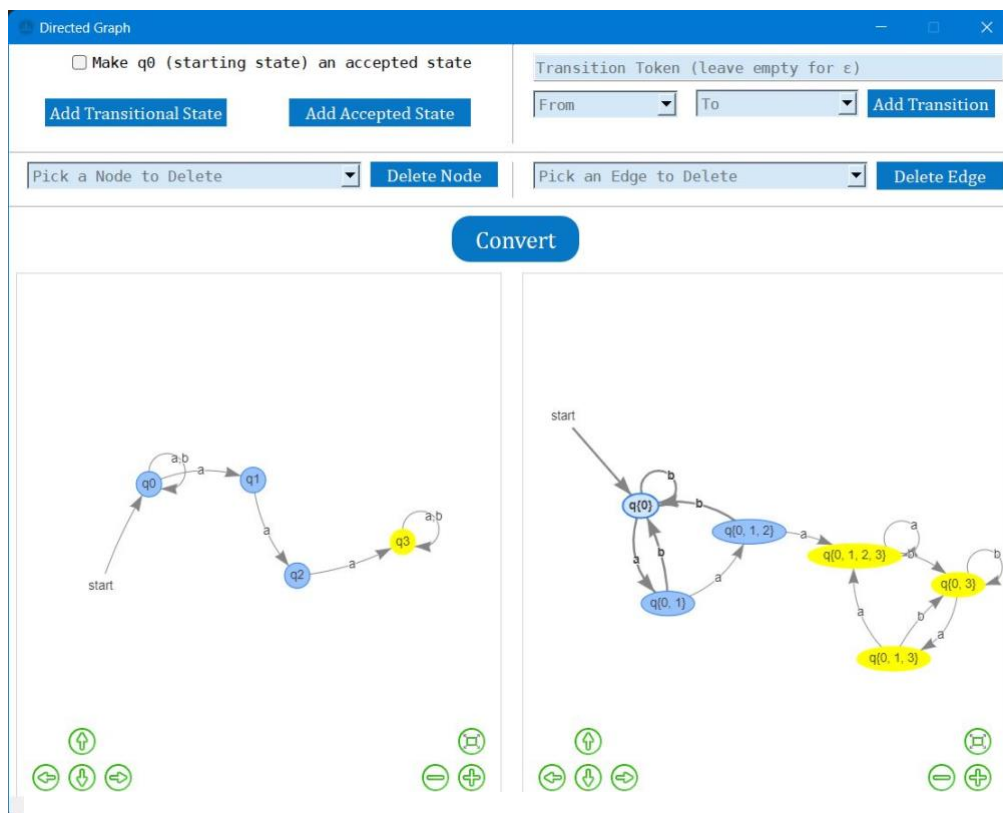 Directed Graph
Make q0 (starting state) an accepted state
Transition Token (leave empty for ε)
Add Transitional State
Add Accepted State
From
To
Add Transition
Pick a Node to Delete
Delete Node
Pick an Edge to Delete
Delete Edge
Convert
a,b
q0
a
q1
a
a,b
q3
q2
a
start
start
b
q{0}
b
q{0, 1, 2}
a
a
q{0, 1, 2, 3}
b
b
q{0, 3}
a
b
q{0, 1}
a
a
b
a
q{0, 1, 3}